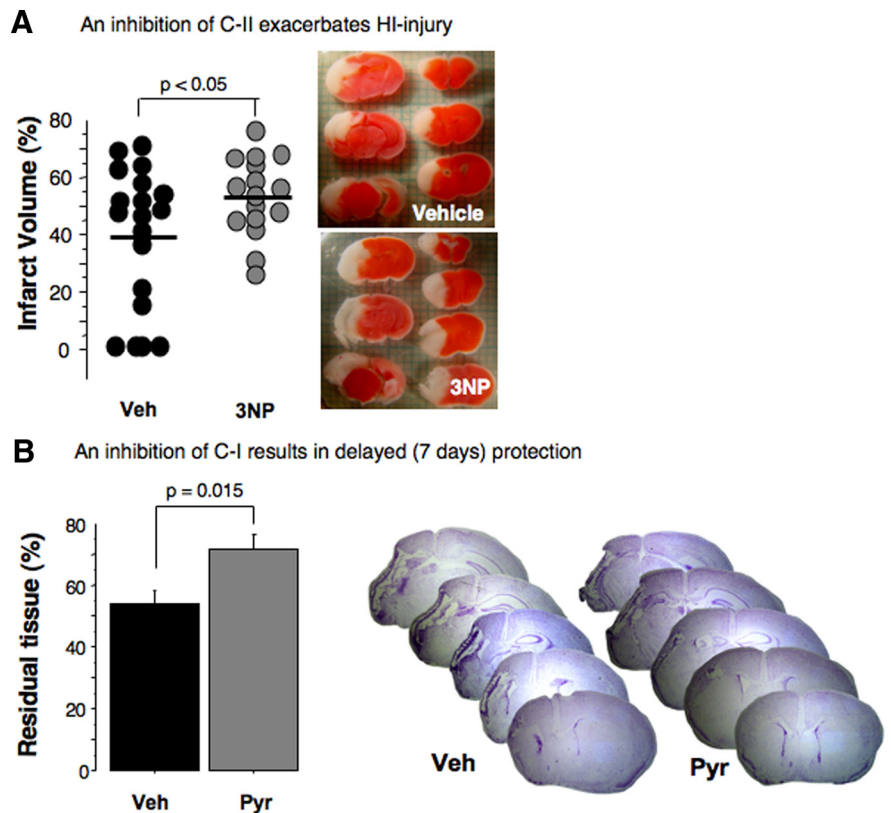 A An inhibition of C-II exacerbates HI-injury
p < 0.05
Infarct Volume (%)
80
60
40
20
0
Veh 3NP
Vehicle
3NP
B An inhibition of C-I results in delayed (7 days) protection
p = 0.015
Residual tissue (%)
80
60
40
20
0
Veh Pyr
Veh
Pyr